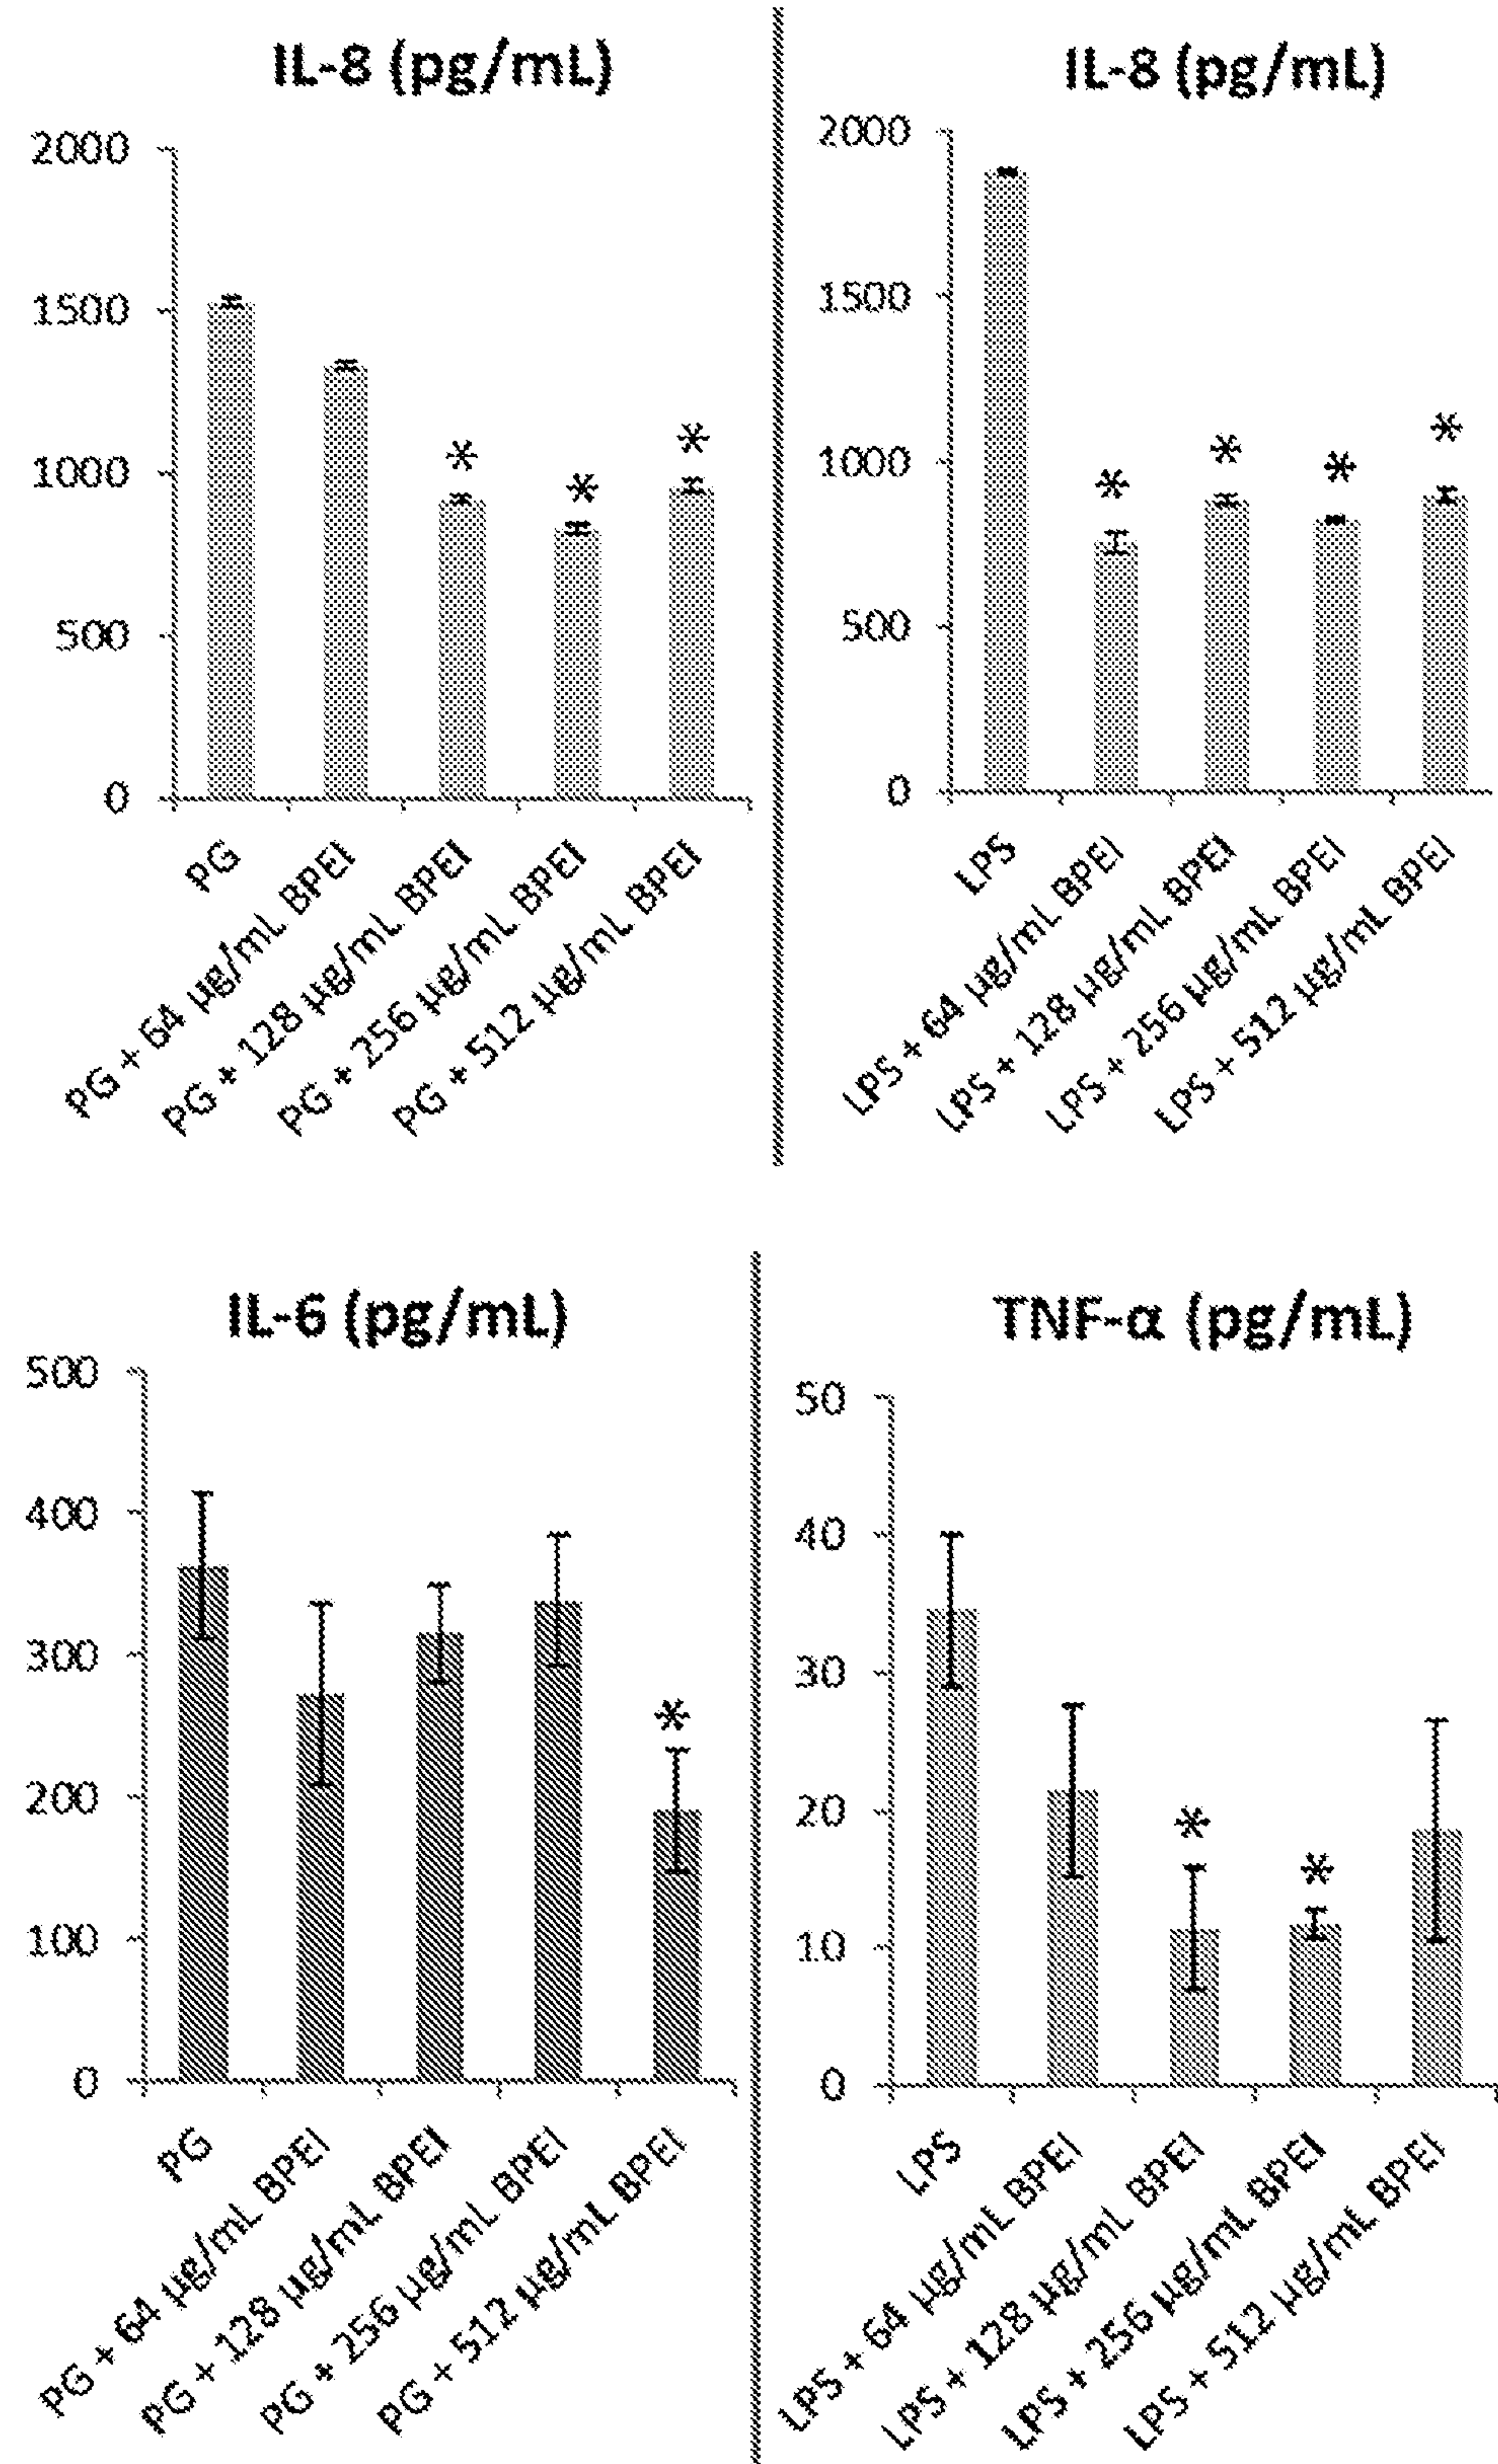 IL-8 (pg/mL)
2000
1500
1000
500
0
*
*
*
PG
PG + 64 µg/mL BPEI
PG + 128 µg/mL BPEI
PG + 256 µg/mL BPEI
PG + 512 µg/mL BPEI
IL-8 (pg/mL)
2000
1500
1000
500
0
*
*
*
*
LPS
LPS + 64 µg/mL BPEI
LPS + 128 µg/mL BPEI
LPS + 256 µg/mL BPEI
LPS + 512 µg/mL BPEI
IL-6 (pg/mL)
500
400
300
200
100
0
*
PG
PG + 64 µg/mL BPEI
PG + 128 µg/mL BPEI
PG + 256 µg/mL BPEI
PG + 512 µg/mL BPEI
TNF-α (pg/mL)
50
40
30
20
10
0
*
*
LPS
LPS + 64 µg/mL BPEI
LPS + 128 µg/mL BPEI
LPS + 256 µg/mL BPEI
LPS + 512 µg/mL BPEI